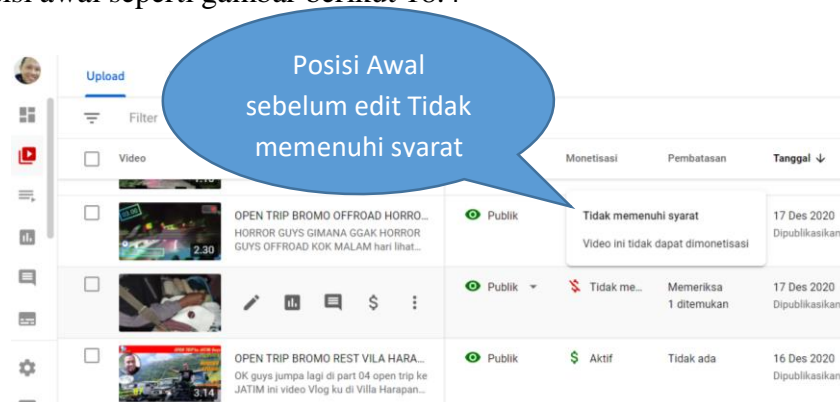 isi awal seperti gambar berikut 18.4
Posisi Awal
sebelum edit Tidak
memenuhi syarat
Upload
Filter
Video
Monetisasi
Pembatasan
Tanggal ↓
OPEN TRIP BROMO OFFROAD HORRO...
HORROR GUYS GIMANA GGAK HORROR
GUYS OFFROAD KOK MALAM hari lihat...
2.30
Publik
Tidak memenuhi syarat
Video ini tidak dapat dimonetisasi
17 Des 2020
Dipublikasikan
Publik
Tidak me...
Memeriksa
1 ditemukan
17 Des 2020
Dipublikasikan
OPEN TRIP BROMO REST VILA HARA...
OK guys jumpa lagi di part 04 open trip ke
JATIM ini video Vlog ku di Villa Harapan...
3.14
Publik
$ Aktif
Tidak ada
16 Des 2020
Dipublikasikan